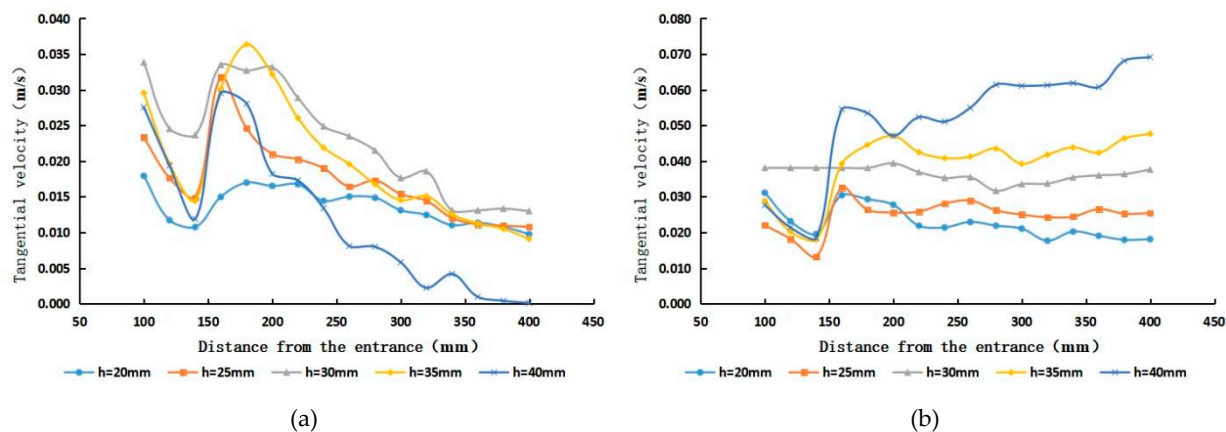 0.040
0.035
0.030
0.025
0.020
0.015
0.010
0.005
0.000
Tangential velocity（m/s）
50 100 150 200 250 300 350 400 450
Distance from the entrance（mm）
h=20mm h=25mm h=30mm h=35mm h=40mm
(a)
0.080
0.070
0.060
0.050
0.040
0.030
0.020
0.010
0.000
Tangential velocity（m/s）
50 100 150 200 250 300 350 400 450
Distance from the entrance（mm）
h=20mm h=25mm h=30mm h=35mm h=40mm
(b)